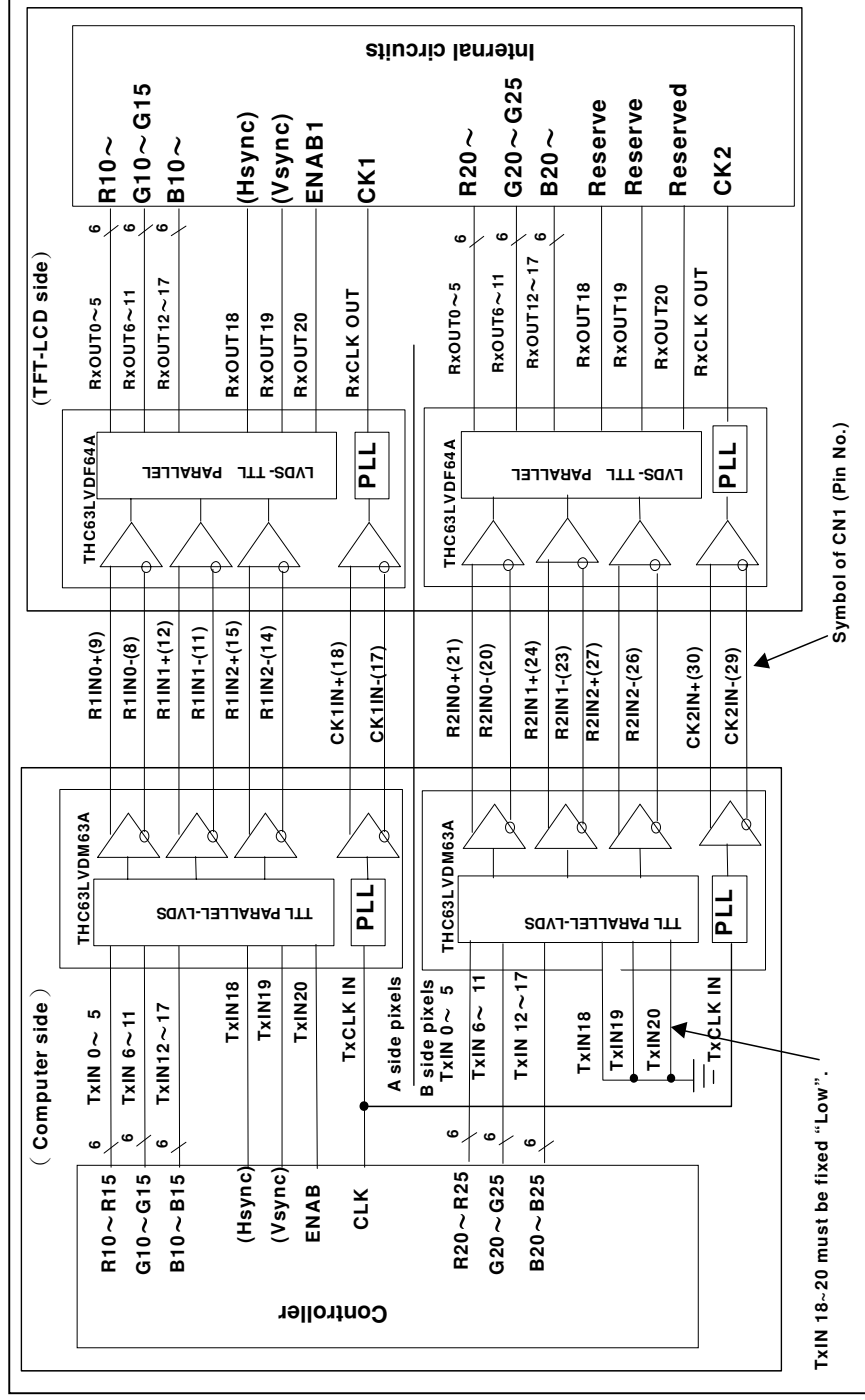 ( Computer side )
(TFT-LCD side)
Controller
R10～R15
G10～G15
B10～B15
(Hsync)
(Vsync)
ENAB
CLK
R20～R25
G20～G25
B20～B25
6
6
6
6
6
6
TxIN 0～ 5
TxIN 6～11
TxIN12～17
TxIN18
TxIN19
TxIN20
TxCLK IN
A side pixels
B side pixels
TxIN 0～ 5
TxIN 6～ 11
TxIN 12～17
TxIN18
TxIN19
TxIN20
TxCLK IN
THC63LVDM63A
TTL PARALLEL-LVDS
PLL
THC63LVDM63A
TTL PARALLEL-LVDS
PLL
R1IN0+(9)
R1IN0-(8)
R1IN1+(12)
R1IN1-(11)
R1IN2+(15)
R1IN2-(14)
CK1IN+(18)
CK1IN-(17)
R2IN0+(21)
R2IN0-(20)
R2IN1+(24)
R2IN1-(23)
R2IN2+(27)
R2IN2-(26)
CK2IN+(30)
CK2IN-(29)
THC63LVDF64A
LVDS-TTL PARALLEL
PLL
THC63LVDF64A
LVDS-TTL PARALLEL
PLL
RxOUT0～5
RxOUT6～11
RxOUT12～17
RxOUT18
RxOUT19
RxOUT20
RxCLK OUT
RxOUT0～5
RxOUT6～11
RxOUT12～17
RxOUT18
RxOUT19
RxOUT20
RxCLK OUT
6
6
6
6
6
6
R10～
G10～G15
B10～
(Hsync)
(Vsync)
ENAB1
CK1
R20～
G20～G25
B20～
Reserve
Reserve
Reserved
CK2
Internal circuits
TxIN 18~20 must be fixed “Low”.
Symbol of CN1 (Pin No.)